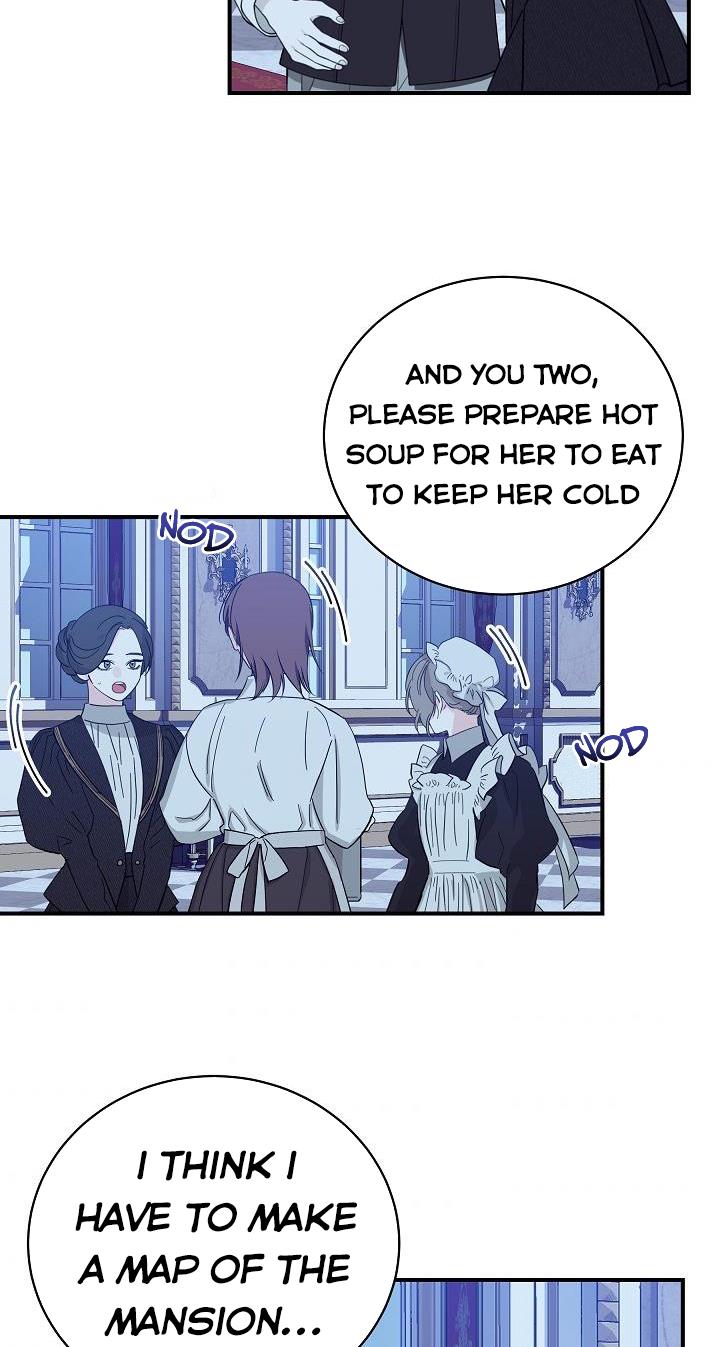 AND YOU TWO,
PLEASE PREPARE HOT
SOUP FOR HER TO EAT
TO KEEP HER COLD
NOD
NOD
I THINK I
HAVE TO MAKE
A MAP OF THE
MANSION...